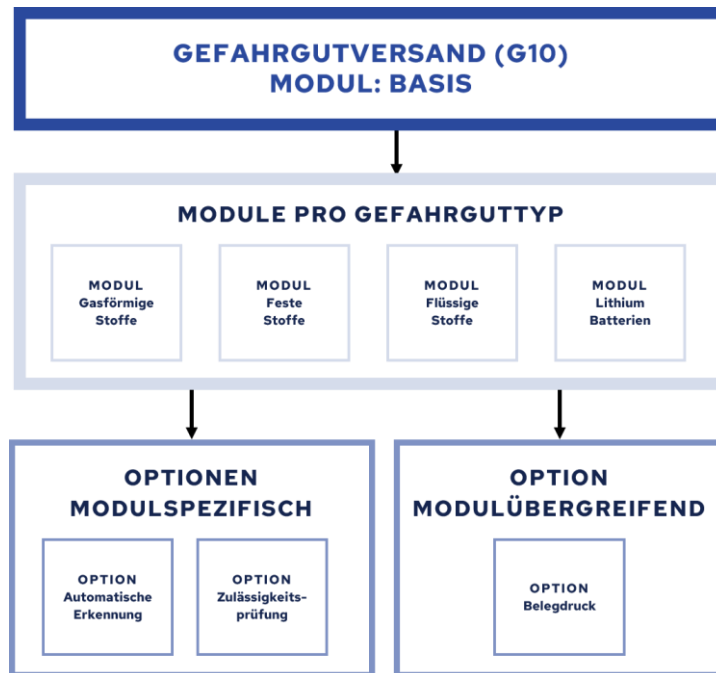 GEFAHRGUTVERSAND (G10)
MODUL: BASIS
MODULE PRO GEFAHRGUTTYP
MODUL
Gasförmige
Stoffe
MODUL
Feste
Stoffe
MODUL
Flüssige
Stoffe
MODUL
Lithium
Batterien
OPTIONEN
MODULSPEZIFISCH
OPTION
Automatische
Erkennung
OPTION
Zulässigkeits-
prüfung
OPTION
MODULÜBERGREIFEND
OPTION
Belegdruck